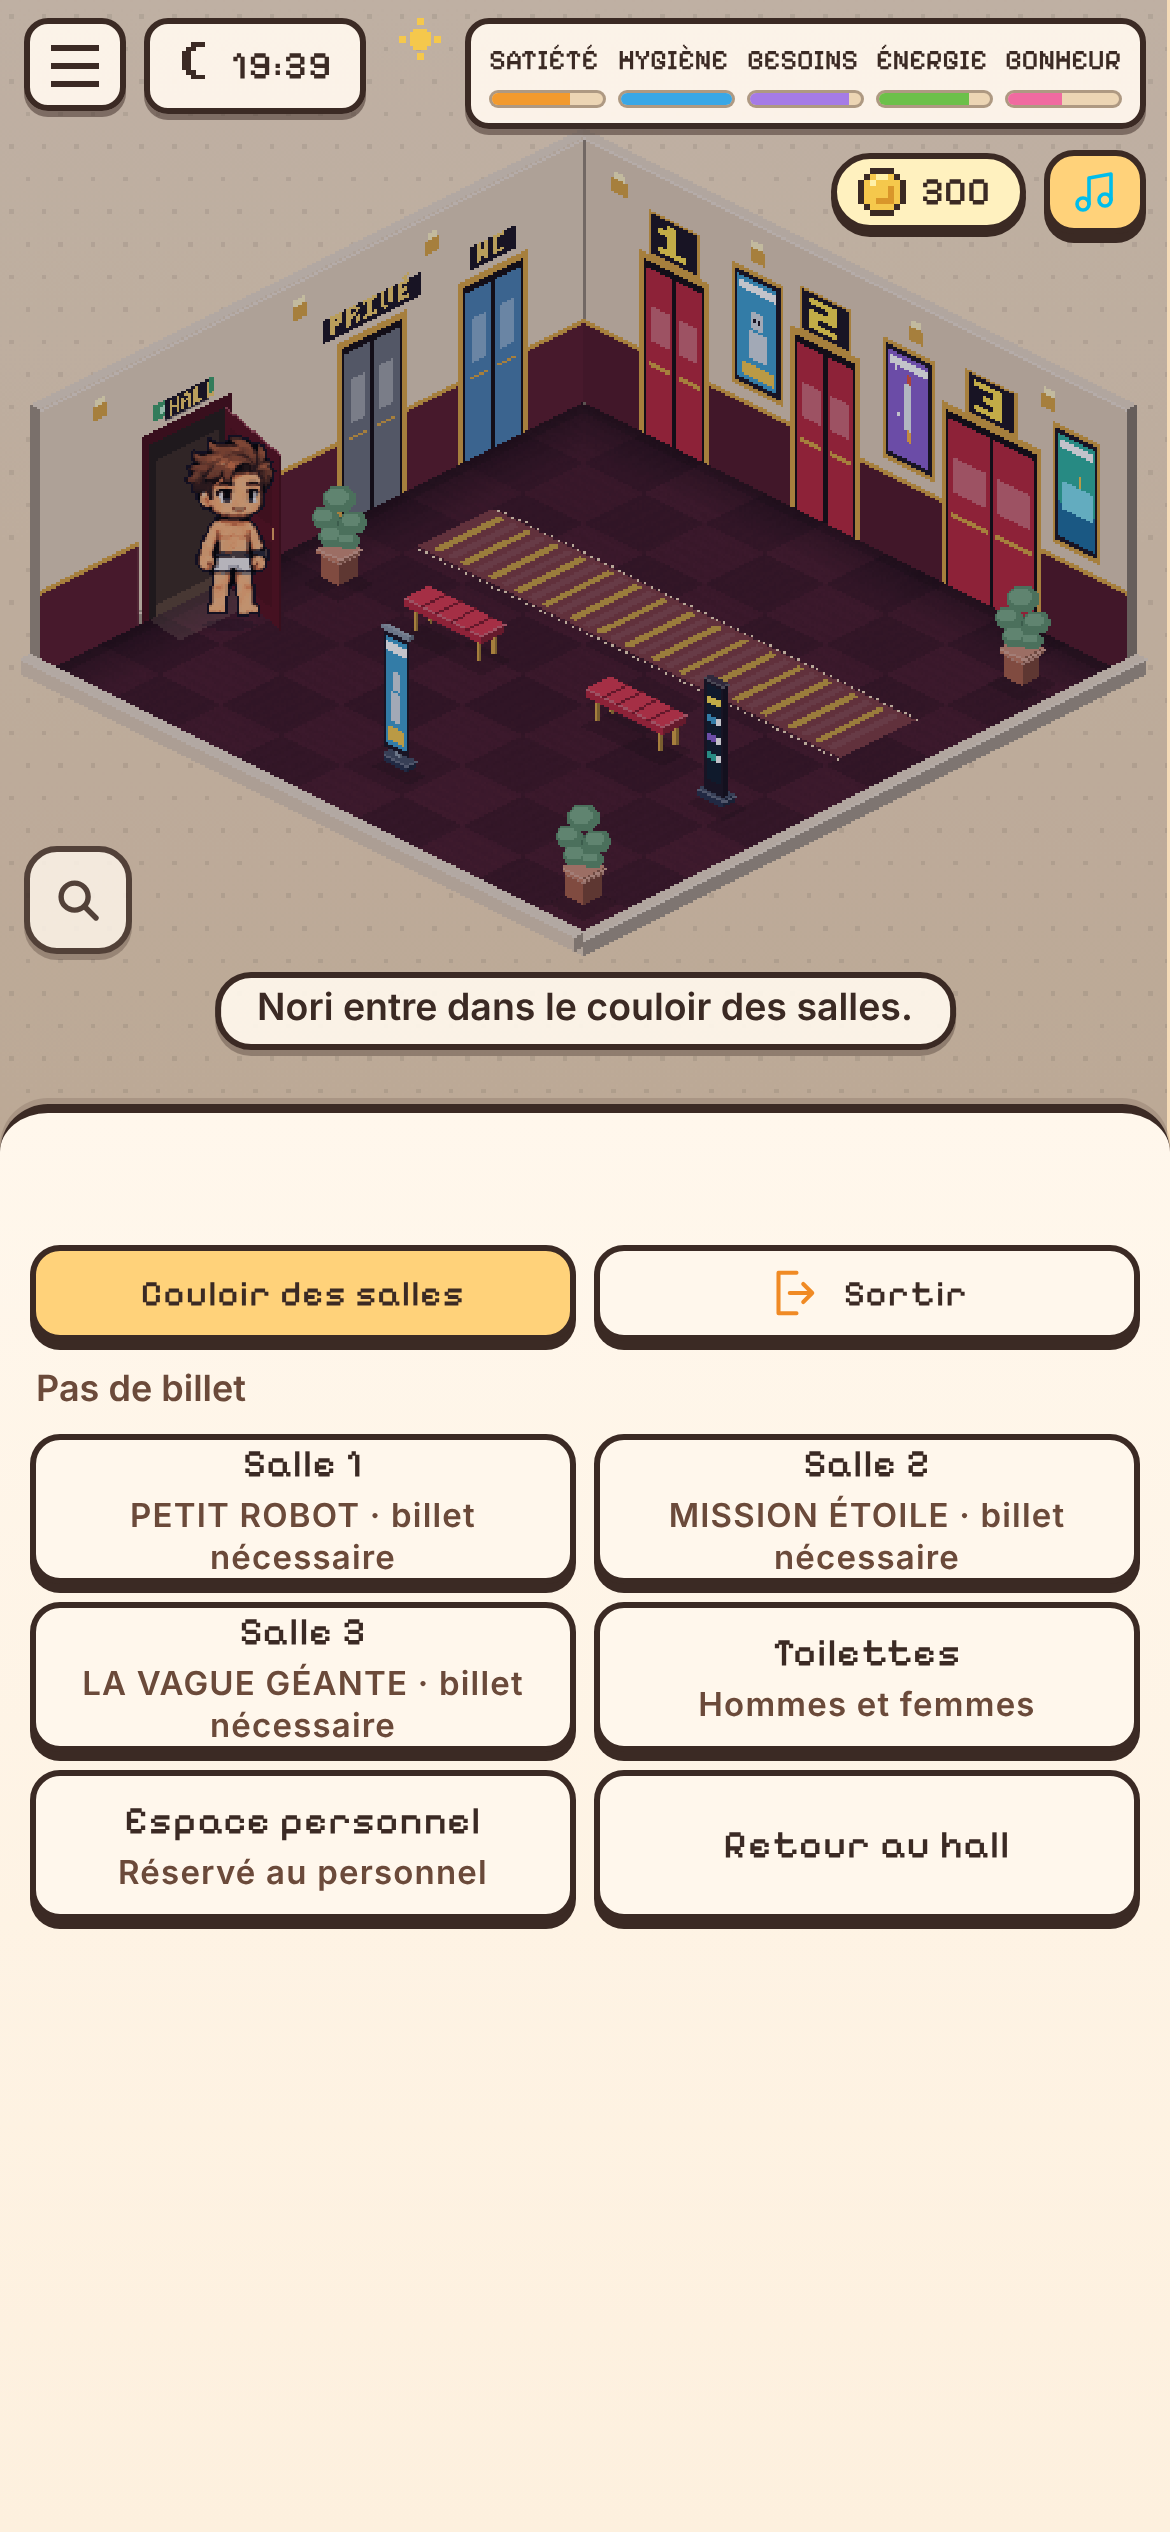 19:39
SATIÉTÉ HYGIÈNE BESOINS ÉNERGIE BONHEUR
300
WC
1
PRIVE
2
3
HALL
Nori entre dans le couloir des salles.
Couloir des salles
Sortir
Pas de billet
Salle 1
PETIT ROBOT · billet
nécessaire
Salle 2
MISSION ÉTOILE · billet
nécessaire
Salle 3
LA VAGUE GÉANTE · billet
nécessaire
Toilettes
Hommes et femmes
Espace personnel
Réservé au personnel
Retour au hall